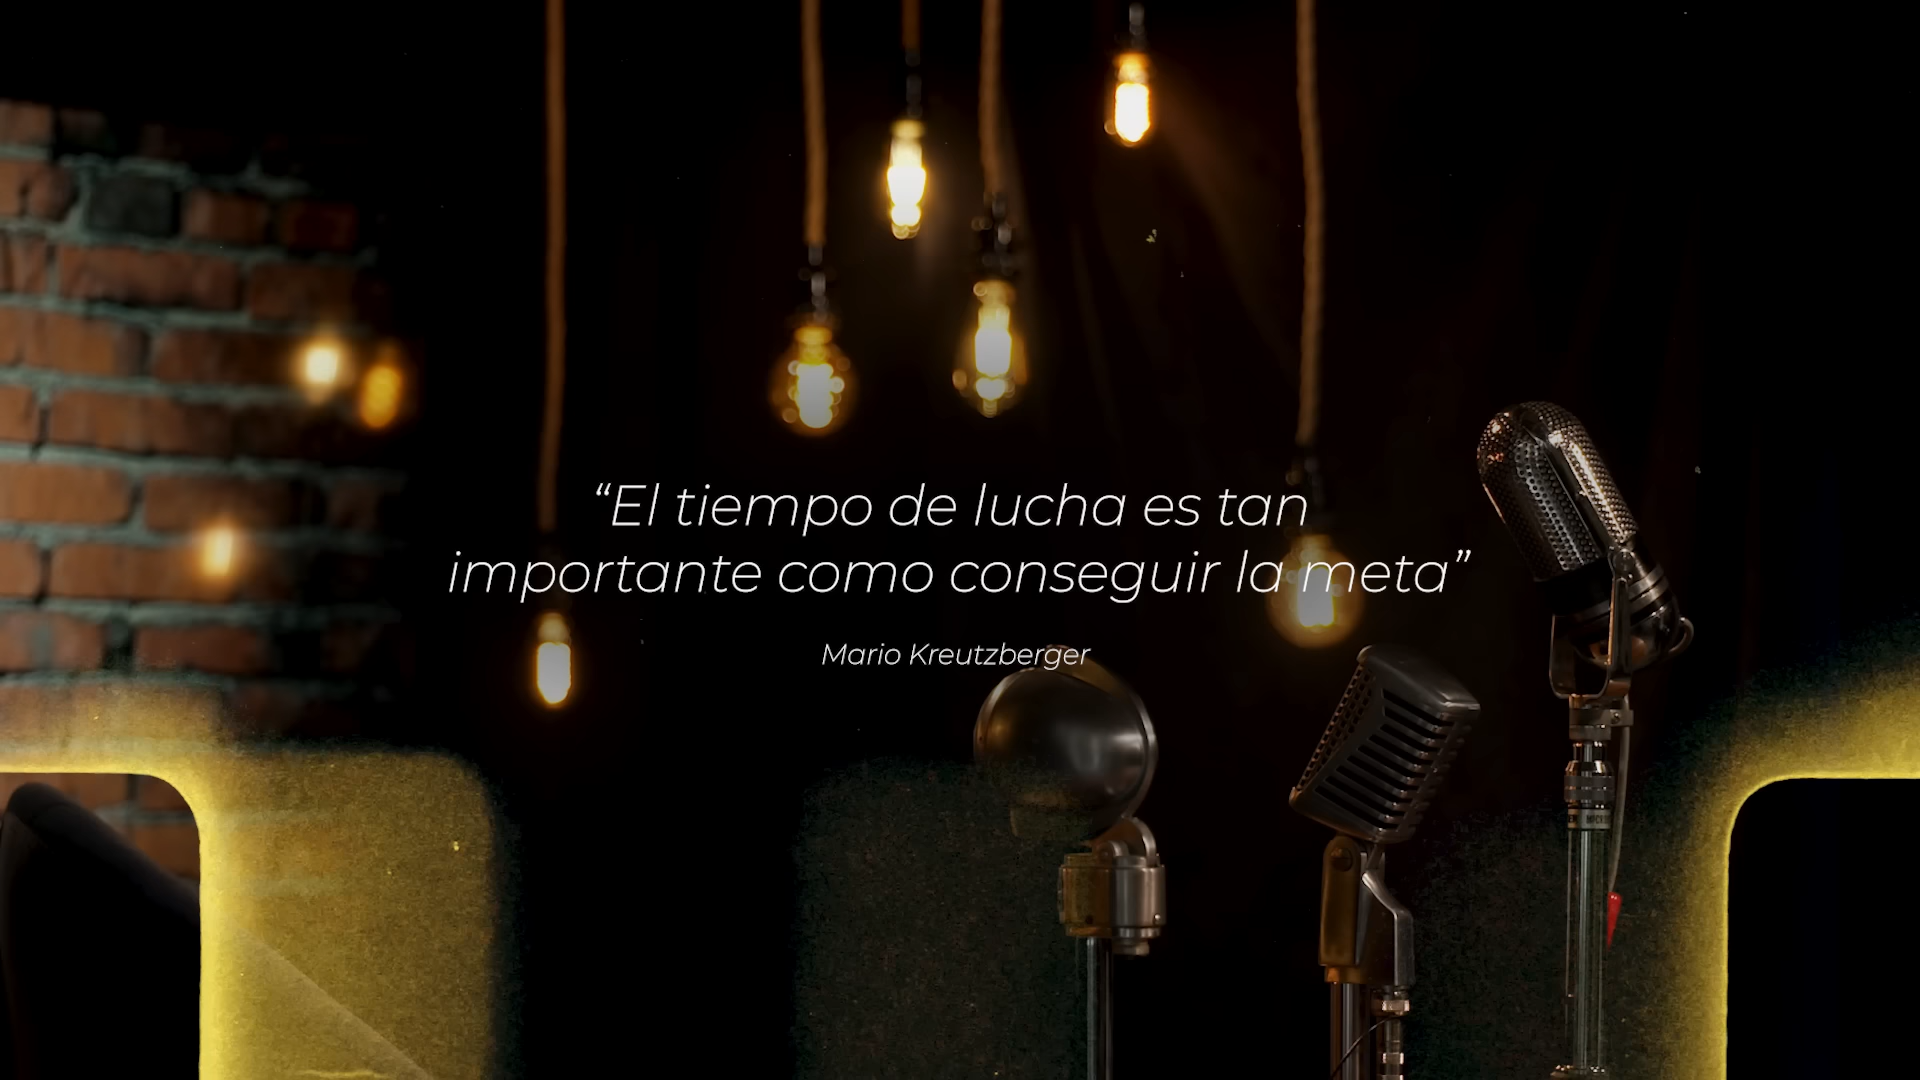 “El tiempo de lucha es tan
importante como conseguir la meta”
Mario Kreutzberger